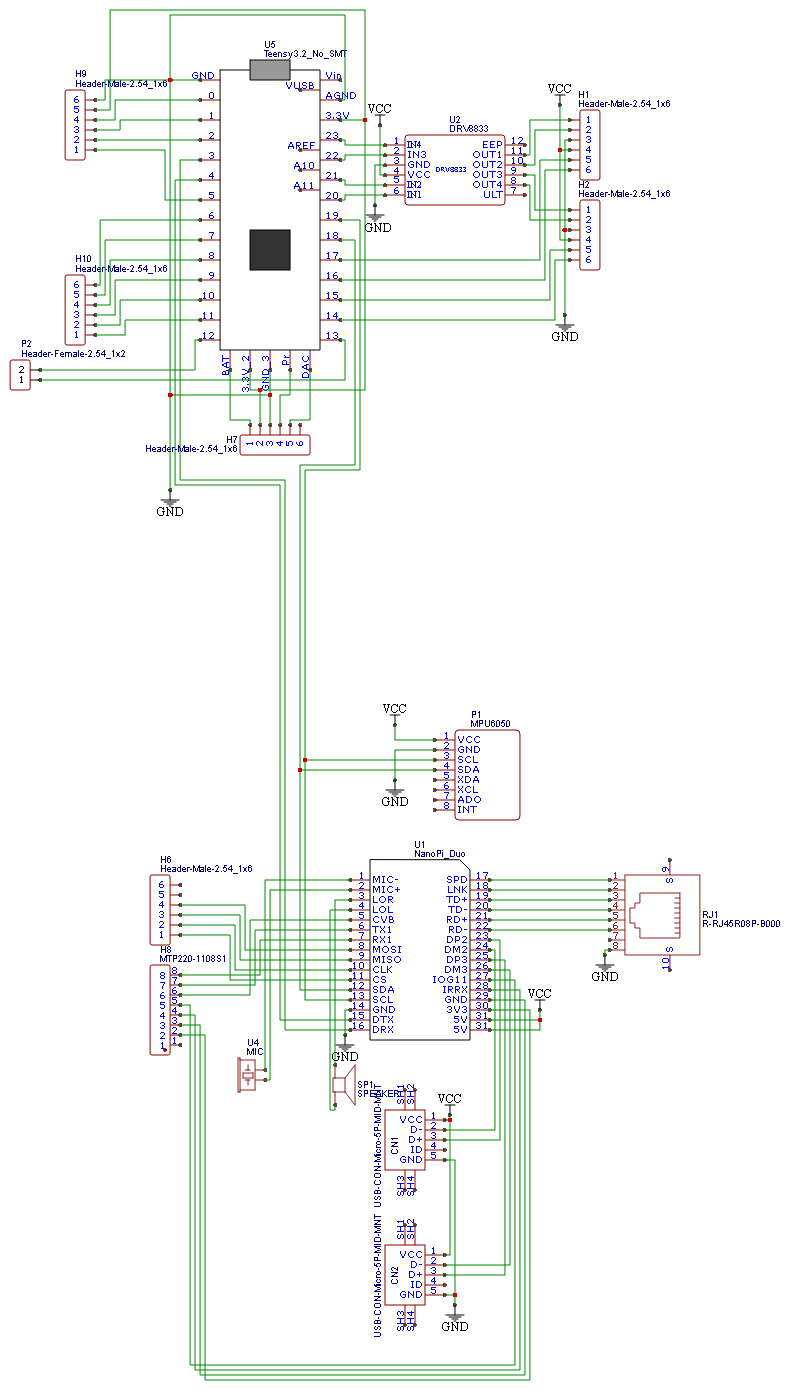 U5
Teensy3.2_No_SMT
GND
0
1
2
3
4
5
6
7
8
9
10
11
12
Vin
VUSB
AGND
3.3V
23
AREF
22
A10
21
A11
20
19
18
17
16
15
14
13
BAT
3.3V_2
GND_3
Pr
DAC
H9
Header-Male-2.54_1x6
6
5
4
3
2
1
H10
Header-Male-2.54_1x6
6
5
4
3
2
1
P2
Header-Female-2.54_1x2
2
1
H7
Header-Male-2.54_1x6
1
2
3
4
5
6
GND
VCC
U2
DRV8833
DRV8833
1 IN4
2 IN3
3 GND
4 VCC
5 IN2
6 IN1
EEP 12
OUT1 11
OUT2 10
OUT3 9
OUT4 8
ULT 7
GND
VCC
H1
Header-Male-2.54_1x6
1
2
3
4
5
6
H2
Header-Male-2.54_1x6
1
2
3
4
5
6
GND
VCC
P1
MPU6050
1 VCC
2 GND
3 SCL
4 SDA
5 XDA
6 XCL
7 ADO
8 INT
GND
U1
NanoPi_Duo
1 MIC-
2 MIC+
3 LOR
4 LOL
5 CVB
6 TX1
7 RX1
8 MOSI
9 MISO
10 CLK
11 CS
12 SDA
13 SCL
14 GND
15 DTX
16 DRX
SPD 17
LNK 18
TD+ 19
TD- 20
RD+ 21
RD- 22
DP2 23
DM2 24
DP3 25
DM3 26
IOG11 27
IRRX 28
GND 29
3V3 30
5V 31
5V 31
H6
Header-Male-2.54_1x6
6
5
4
3
2
1
H8
MTP220-1108S1
8 8
7 7
6 6
5 5
4 4
3 3
2 2
1 1
U4
MIC
GND
SP1
SPEAKER
1
2
3
4
5
6
7
8
S 9
S 10
RJ1
R-RJ45R08P-B000
GND
VCC
VCC
CN1
USB-CON-Micro-5P-MID-MNT
SH1
SH2
SH3
SH4
VCC 1
D- 2
D+ 3
ID 4
GND 5
CN2
USB-CON-Micro-5P-MID-MNT
SH1
SH2
SH3
SH4
VCC 1
D- 2
D+ 3
ID 4
GND 5
GND